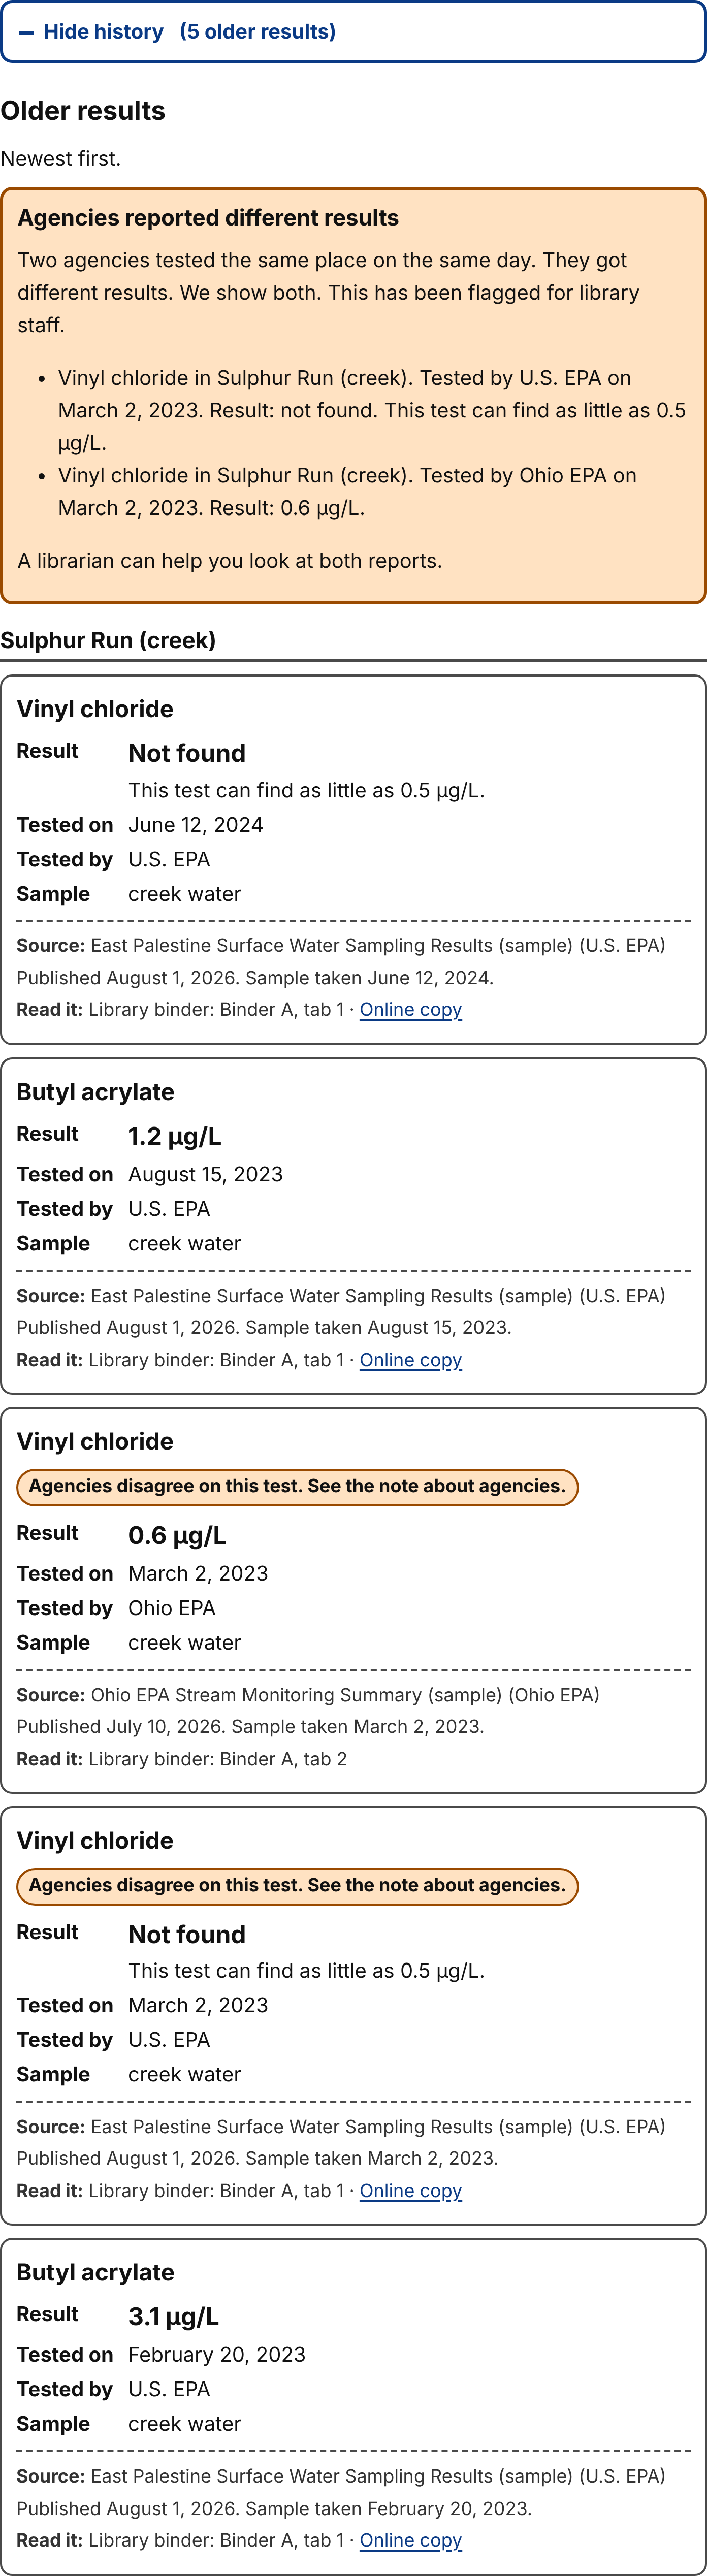 – Hide history (5 older results)
Older results
Newest first.
Agencies reported different results
Two agencies tested the same place on the same day. They got
different results. We show both. This has been flagged for library
staff.
• Vinyl chloride in Sulphur Run (creek). Tested by U.S. EPA on
March 2, 2023. Result: not found. This test can find as little as 0.5
µg/L.
• Vinyl chloride in Sulphur Run (creek). Tested by Ohio EPA on
March 2, 2023. Result: 0.6 µg/L.
A librarian can help you look at both reports.
Sulphur Run (creek)
Vinyl chloride
Result Not found
This test can find as little as 0.5 µg/L.
Tested on June 12, 2024
Tested by U.S. EPA
Sample creek water
Source: East Palestine Surface Water Sampling Results (sample) (U.S. EPA)
Published August 1, 2026. Sample taken June 12, 2024.
Read it: Library binder: Binder A, tab 1 · Online copy
Butyl acrylate
Result 1.2 µg/L
Tested on August 15, 2023
Tested by U.S. EPA
Sample creek water
Source: East Palestine Surface Water Sampling Results (sample) (U.S. EPA)
Published August 1, 2026. Sample taken August 15, 2023.
Read it: Library binder: Binder A, tab 1 · Online copy
Vinyl chloride
Agencies disagree on this test. See the note about agencies.
Result 0.6 µg/L
Tested on March 2, 2023
Tested by Ohio EPA
Sample creek water
Source: Ohio EPA Stream Monitoring Summary (sample) (Ohio EPA)
Published July 10, 2026. Sample taken March 2, 2023.
Read it: Library binder: Binder A, tab 2
Vinyl chloride
Agencies disagree on this test. See the note about agencies.
Result Not found
This test can find as little as 0.5 µg/L.
Tested on March 2, 2023
Tested by U.S. EPA
Sample creek water
Source: East Palestine Surface Water Sampling Results (sample) (U.S. EPA)
Published August 1, 2026. Sample taken March 2, 2023.
Read it: Library binder: Binder A, tab 1 · Online copy
Butyl acrylate
Result 3.1 µg/L
Tested on February 20, 2023
Tested by U.S. EPA
Sample creek water
Source: East Palestine Surface Water Sampling Results (sample) (U.S. EPA)
Published August 1, 2026. Sample taken February 20, 2023.
Read it: Library binder: Binder A, tab 1 · Online copy